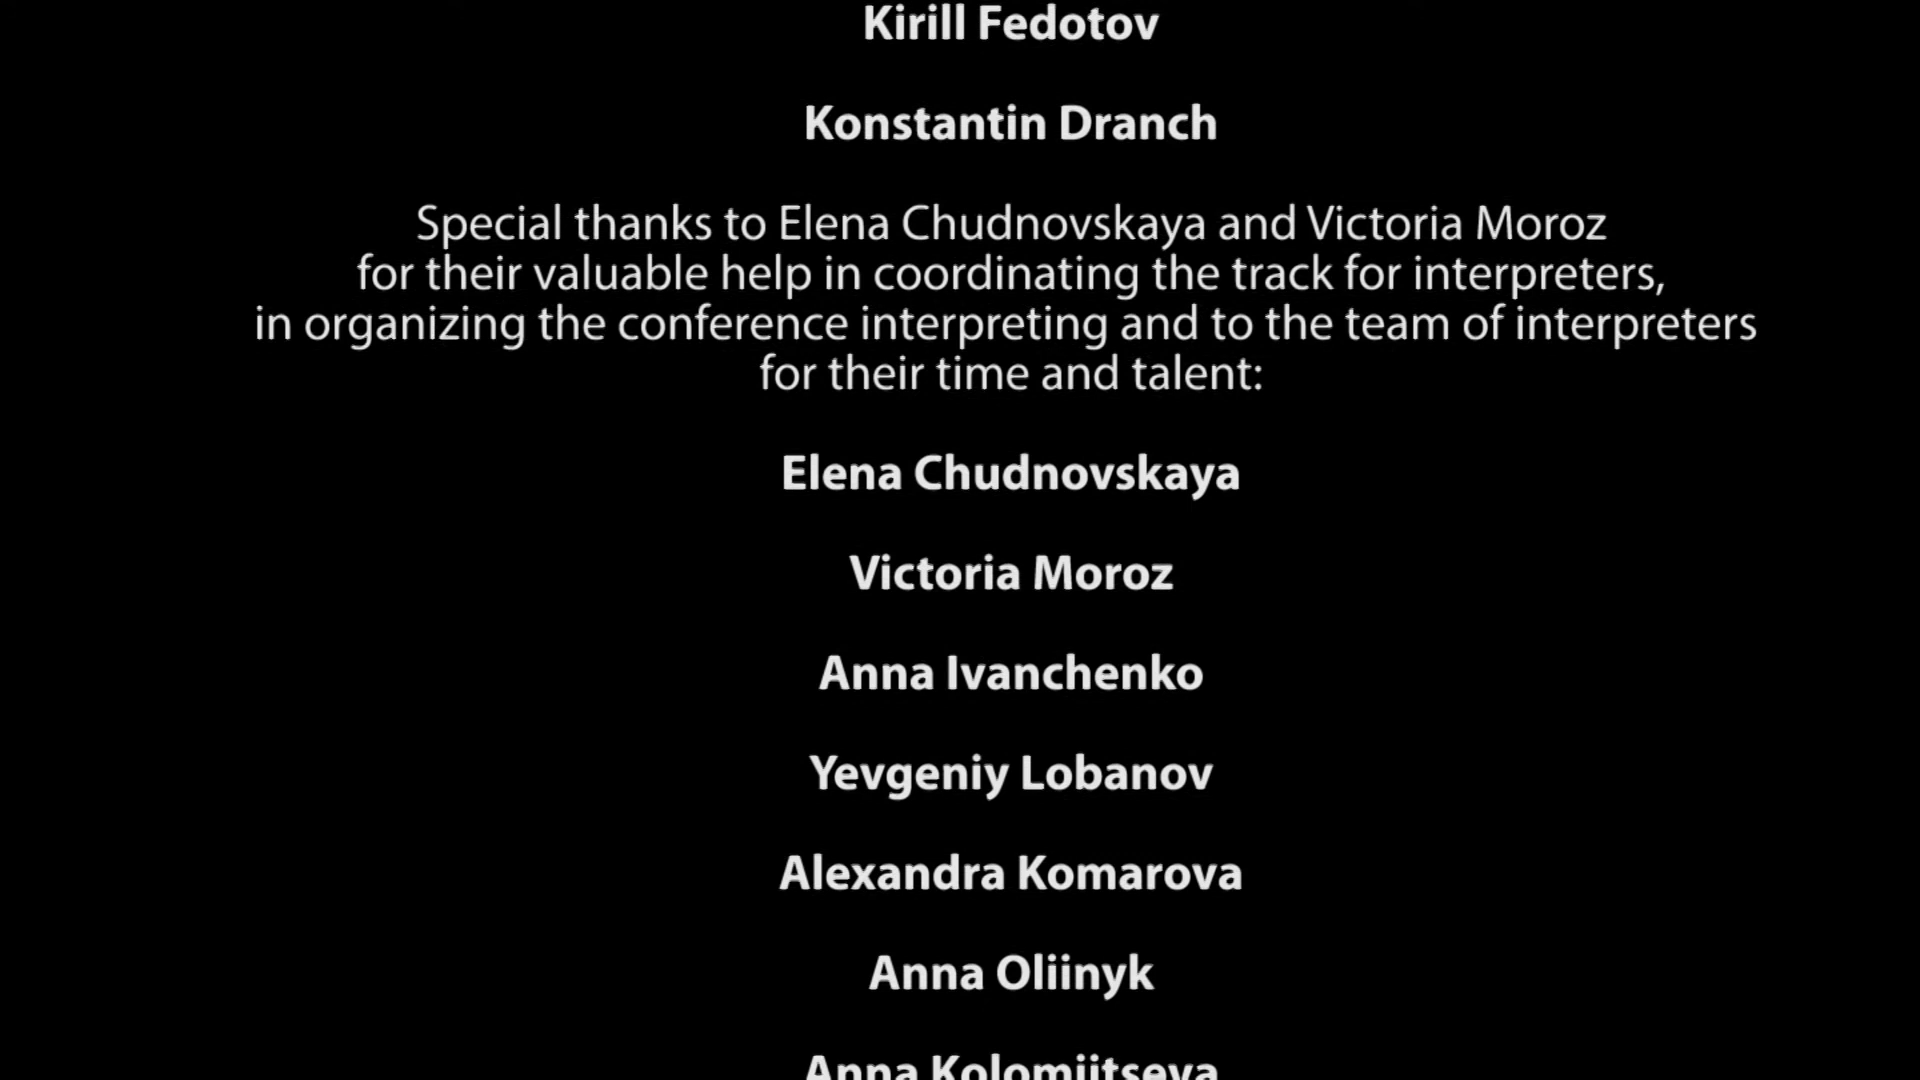 Kirill Fedotov
Konstantin Dranch
Special thanks to Elena Chudnovskaya and Victoria Moroz
for their valuable help in coordinating the track for interpreters,
in organizing the conference interpreting and to the team of interpreters
for their time and talent:
Elena Chudnovskaya
Victoria Moroz
Anna Ivanchenko
Yevgeniy Lobanov
Alexandra Komarova
Anna Oliinyk
Anna Kolomiitseva